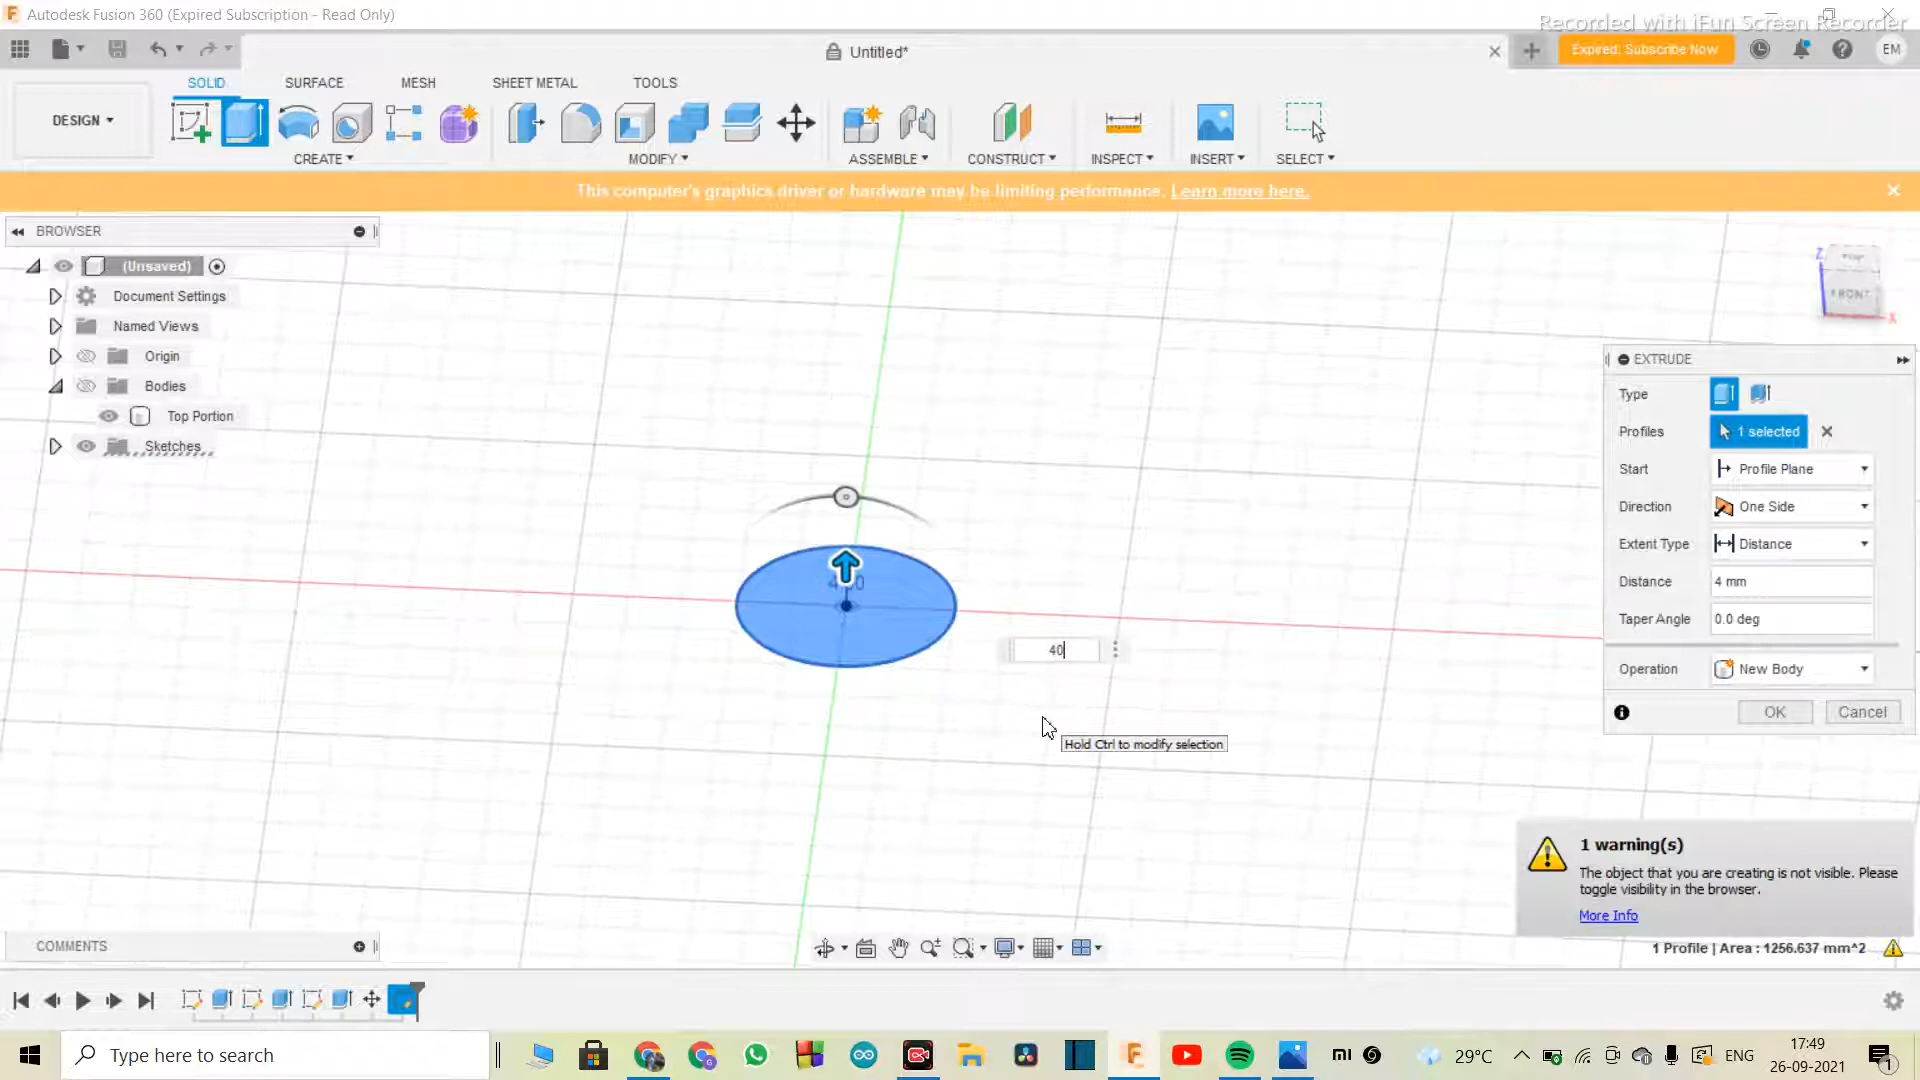 Autodesk Fusion 360 (Expired Subscription - Read Only)
Recorded with iFun Screen Recorder
Untitled*
Expired: Subscribe Now
EM
DESIGN
SOLID
SURFACE
MESH
SHEET METAL
TOOLS
CREATE
MODIFY
ASSEMBLE
CONSTRUCT
INSPECT
INSERT
SELECT
This computer's graphics driver or hardware may be limiting performance. Learn more here.
BROWSER
(Unsaved)
Document Settings
Named Views
Origin
Bodies
Top Portion
Sketches
Z
FRONT
X
40
Hold Ctrl to modify selection
EXTRUDE
Type
Profiles
1 selected
Start
Profile Plane
Direction
One Side
Extent Type
Distance
Distance
4 mm
Taper Angle
0.0 deg
Operation
New Body
OK
Cancel
1 warning(s)
The object that you are creating is not visible. Please
toggle visibility in the browser.
More Info
COMMENTS
1 Profile | Area : 1256.637 mm^2
Type here to search
29°C
ENG
17:49
26-09-2021
1